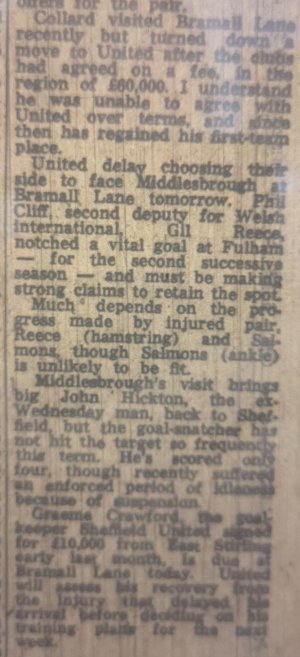 offers for the pair.
Collard visited Bramall Lane
recently but turned down a
move to United after the clubs
had agreed on a fee, in the
region of £60,000. I understand
he was unable to agree with
United over terms, and since
then has regained his first-team
place.
United delay choosing their
side to face Middlesbrough at
Bramall Lane tomorrow. Phil
Cliff, second deputy for Welsh
international, Gil Reece,
notched a vital goal at Fulham
— for the second successive
season — and must be making
strong claims to retain the spot.
Much depends on the pro-
gress made by injured pair,
Reece (hamstring) and Sal-
mons, though Salmons (ankle)
is unlikely to be fit.
Middlesbrough's visit brings
big John Hickton, the ex-
Wednesday man, back to Shef-
field, but the goal-snatcher has
not hit the target so frequently
this term. He's scored only
four, though recently suffered
an enforced period of idleness
because of suspension.
Graeme Crawford, the goal-
keeper Sheffield United signed
for £10,000 from East Stirling
early last month, is due at
Bramall Lane today. United
will assess his recovery from
the injury that delayed his
arrival before deciding on his
training plans for the next
week.